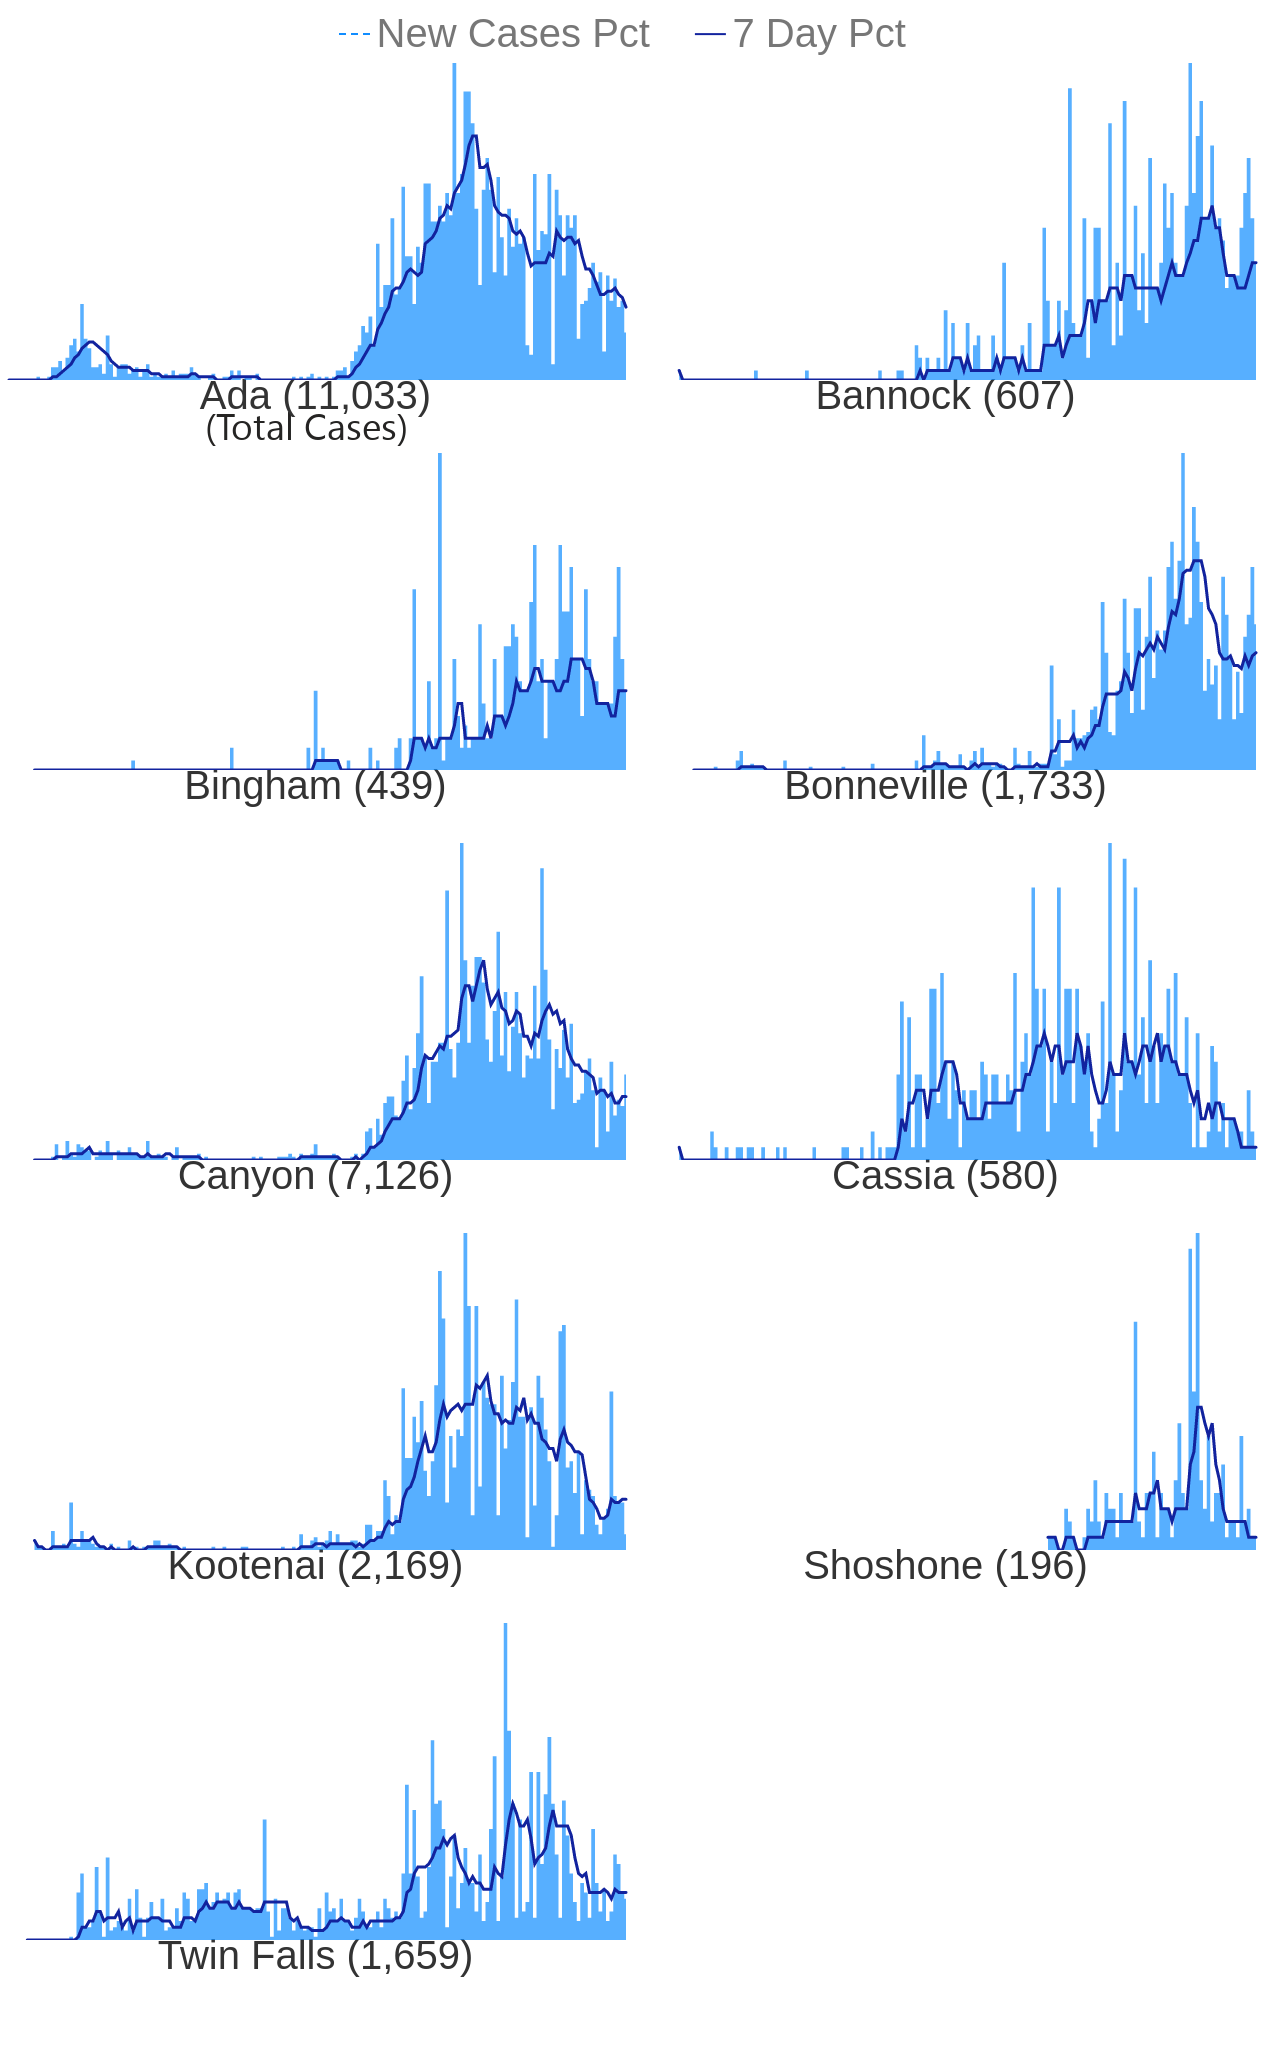 New Cases Pct 7 Day Pct
Ada (11,033) Bannock (607)
(Total Cases)
Bingham (439) Bonneville (1,733)
Canyon (7,126) Cassia (580)
Kootenai (2,169) Shoshone (196)
Twin Falls (1,659)